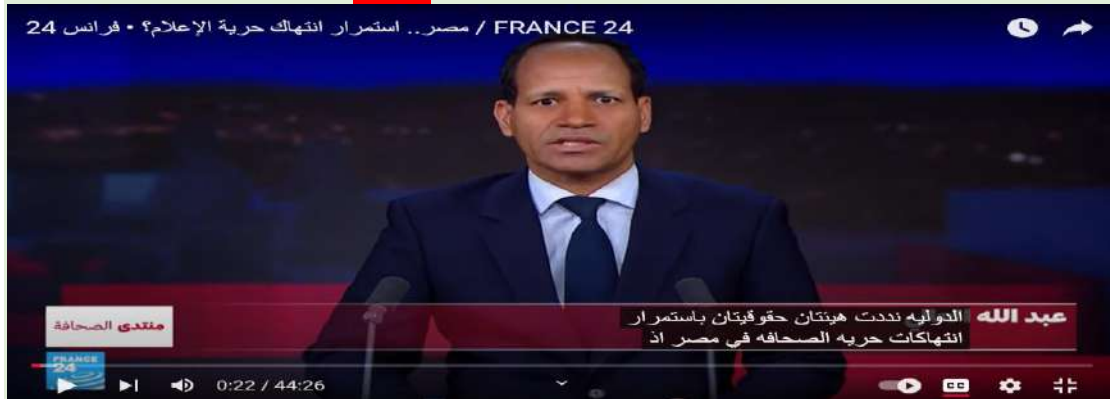 FRANCE 24 / مصر.. استمرار انتهاك حرية الإعلام؟ • فرانس 24
عبد الله
الدوليه نددت هيئتان حقوقيتان باستمرار
انتهاكات حريه الصحافه في مصر اذ
منتدى الصحافة
FRANCE
24
0:22 / 44:26
CC